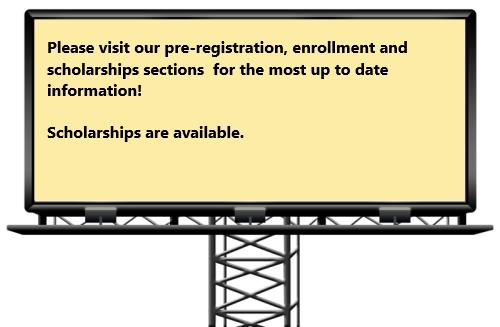 Please visit our pre-registration, enrollment and
scholarships sections  for the most up to date
information!
Scholarships are available.